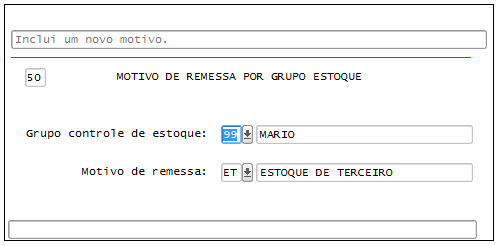 Inclui um novo motivo.
50 MOTIVO DE REMESSA POR GRUPO ESTOQUE
Grupo controle de estoque: 99 MARIO
Motivo de remessa: ET ESTOQUE DE TERCEIRO